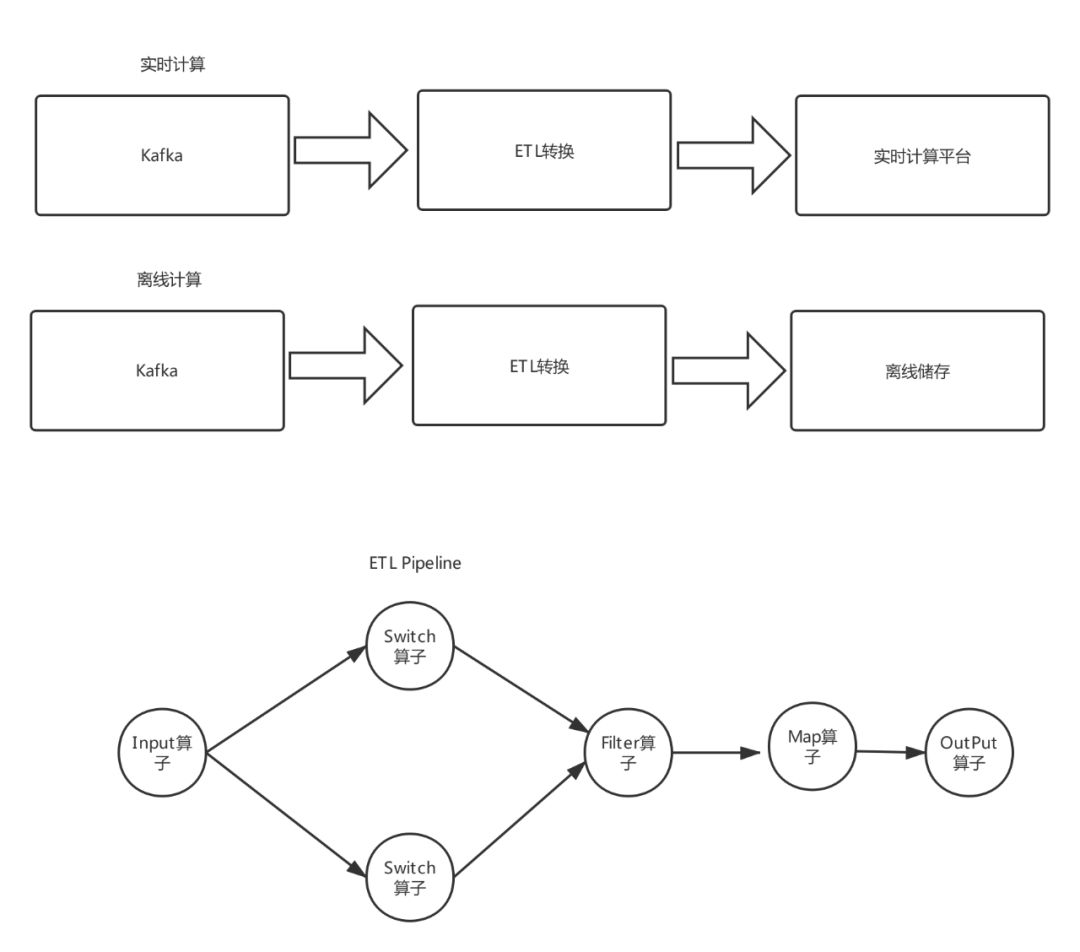 实时计算
Kafka
ETL转换
实时计算平台
离线计算
Kafka
ETL转换
离线储存
ETL Pipeline
Switch
算子
Input算
子
Filter算
子
Map算
子
OutPut
算子
Switch
算子